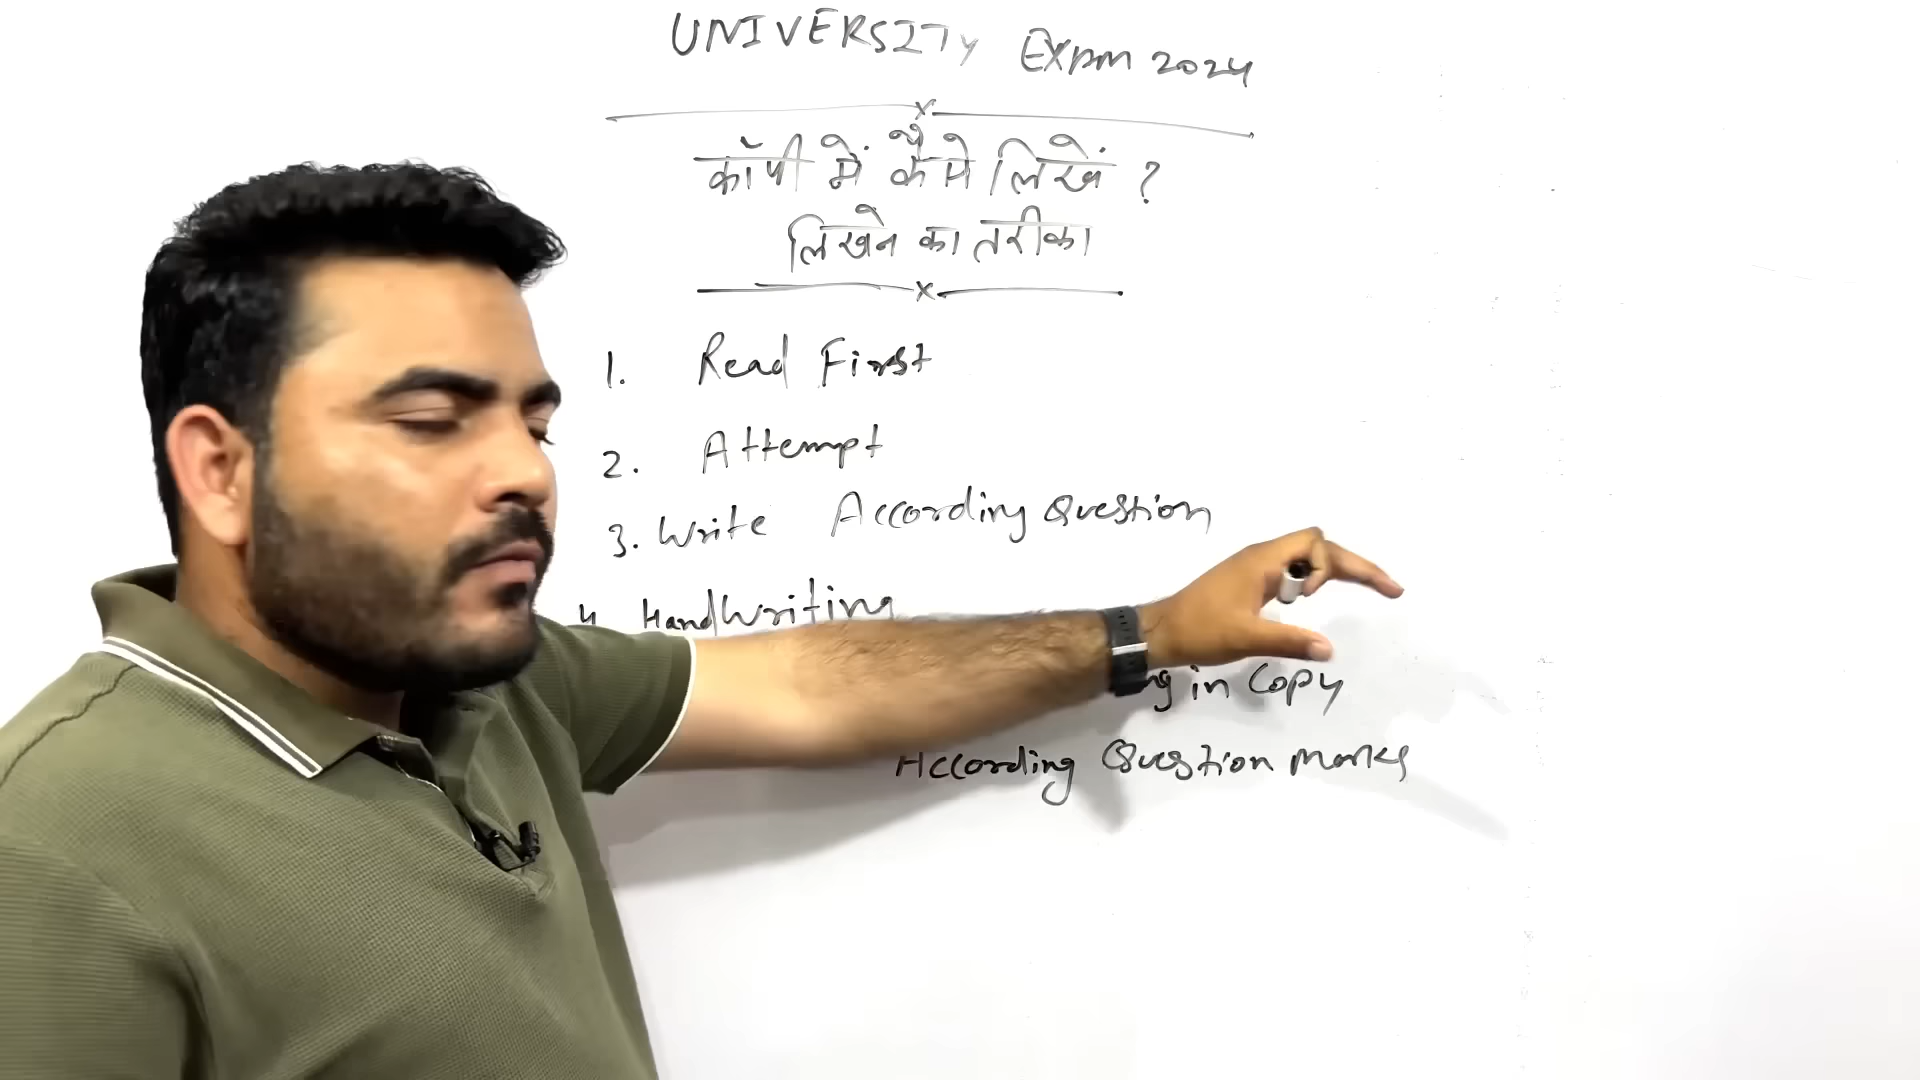 UNIVERSITY EXAM 2024
कॉपी में कैसे लिखें ?
लिखने का तरीका
1. Read First
2. Attempt
3. Write According Question
4. HandWriting
in Copy
According Question Marks